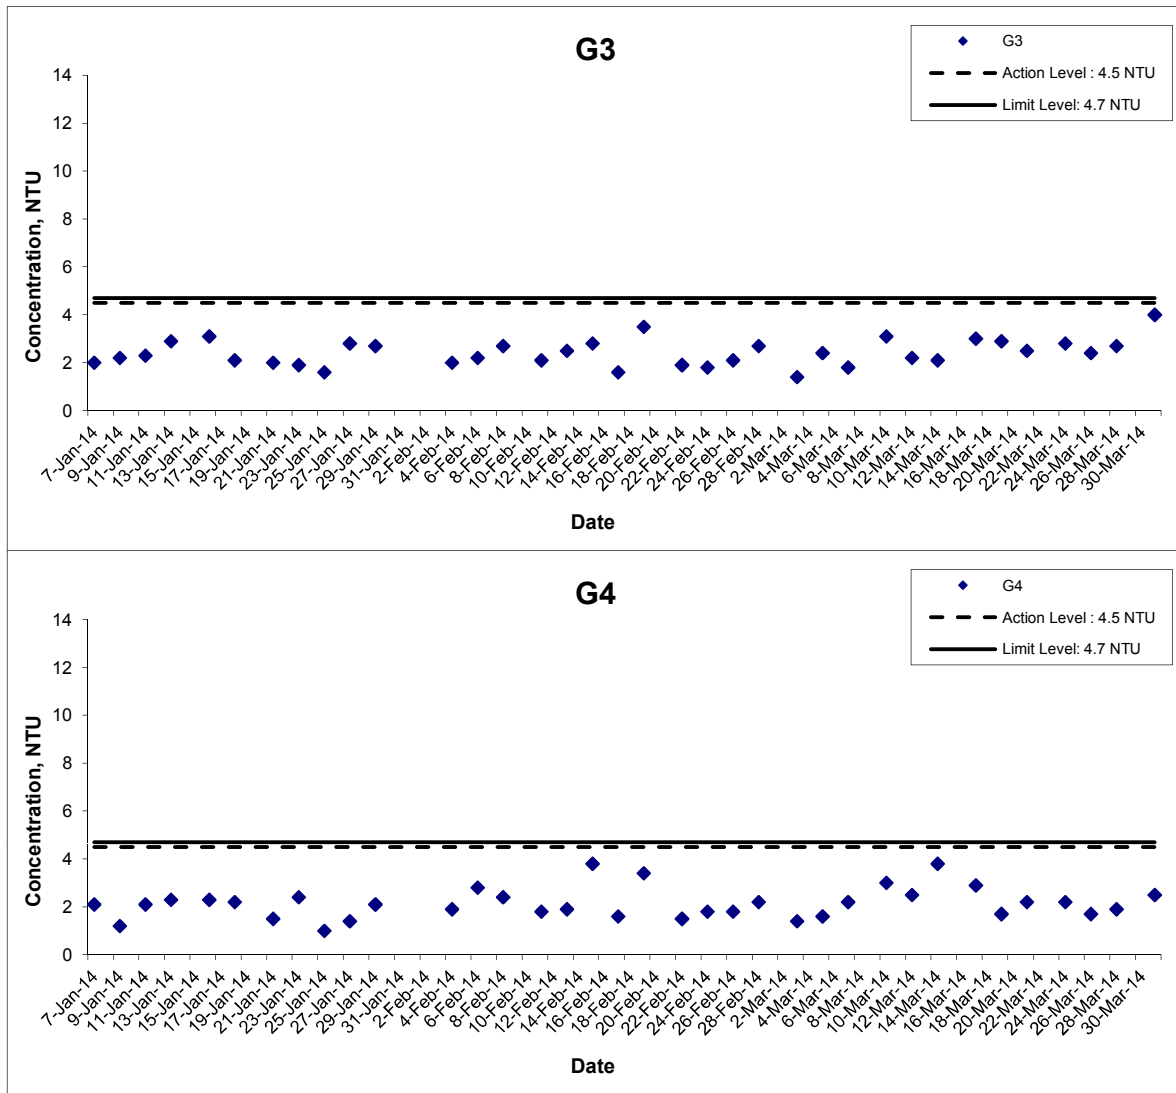 G3
G3
Action Level : 4.5 NTU
Limit Level: 4.7 NTU
Concentration, NTU
14
12
10
8
6
4
2
0
7-Jan-14
9-Jan-14
11-Jan-14
13-Jan-14
15-Jan-14
17-Jan-14
19-Jan-14
21-Jan-14
23-Jan-14
25-Jan-14
27-Jan-14
29-Jan-14
31-Jan-14
2-Feb-14
4-Feb-14
6-Feb-14
8-Feb-14
10-Feb-14
12-Feb-14
14-Feb-14
16-Feb-14
18-Feb-14
20-Feb-14
22-Feb-14
24-Feb-14
26-Feb-14
28-Feb-14
2-Mar-14
4-Mar-14
6-Mar-14
8-Mar-14
10-Mar-14
12-Mar-14
14-Mar-14
16-Mar-14
18-Mar-14
20-Mar-14
22-Mar-14
24-Mar-14
26-Mar-14
28-Mar-14
30-Mar-14
Date
G4
G4
Action Level : 4.5 NTU
Limit Level: 4.7 NTU
Concentration, NTU
14
12
10
8
6
4
2
0
7-Jan-14
9-Jan-14
11-Jan-14
13-Jan-14
15-Jan-14
17-Jan-14
19-Jan-14
21-Jan-14
23-Jan-14
25-Jan-14
27-Jan-14
29-Jan-14
31-Jan-14
2-Feb-14
4-Feb-14
6-Feb-14
8-Feb-14
10-Feb-14
12-Feb-14
14-Feb-14
16-Feb-14
18-Feb-14
20-Feb-14
22-Feb-14
24-Feb-14
26-Feb-14
28-Feb-14
2-Mar-14
4-Mar-14
6-Mar-14
8-Mar-14
10-Mar-14
12-Mar-14
14-Mar-14
16-Mar-14
18-Mar-14
20-Mar-14
22-Mar-14
24-Mar-14
26-Mar-14
28-Mar-14
30-Mar-14
Date